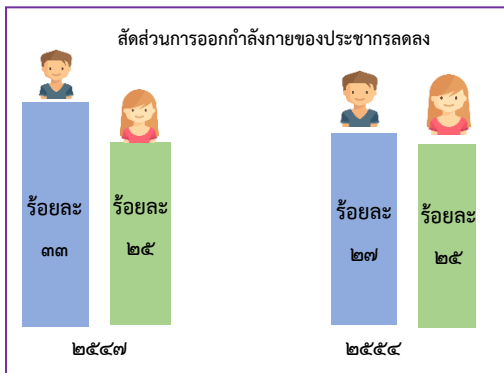 สัดส่วนการออกกำลังกายของประชากรลดลง
ร้อยละ
๓๓
ร้อยละ
๒๕
ร้อยละ
๒๗
ร้อยละ
๒๕
๒๕๔๗
๒๕๕๔